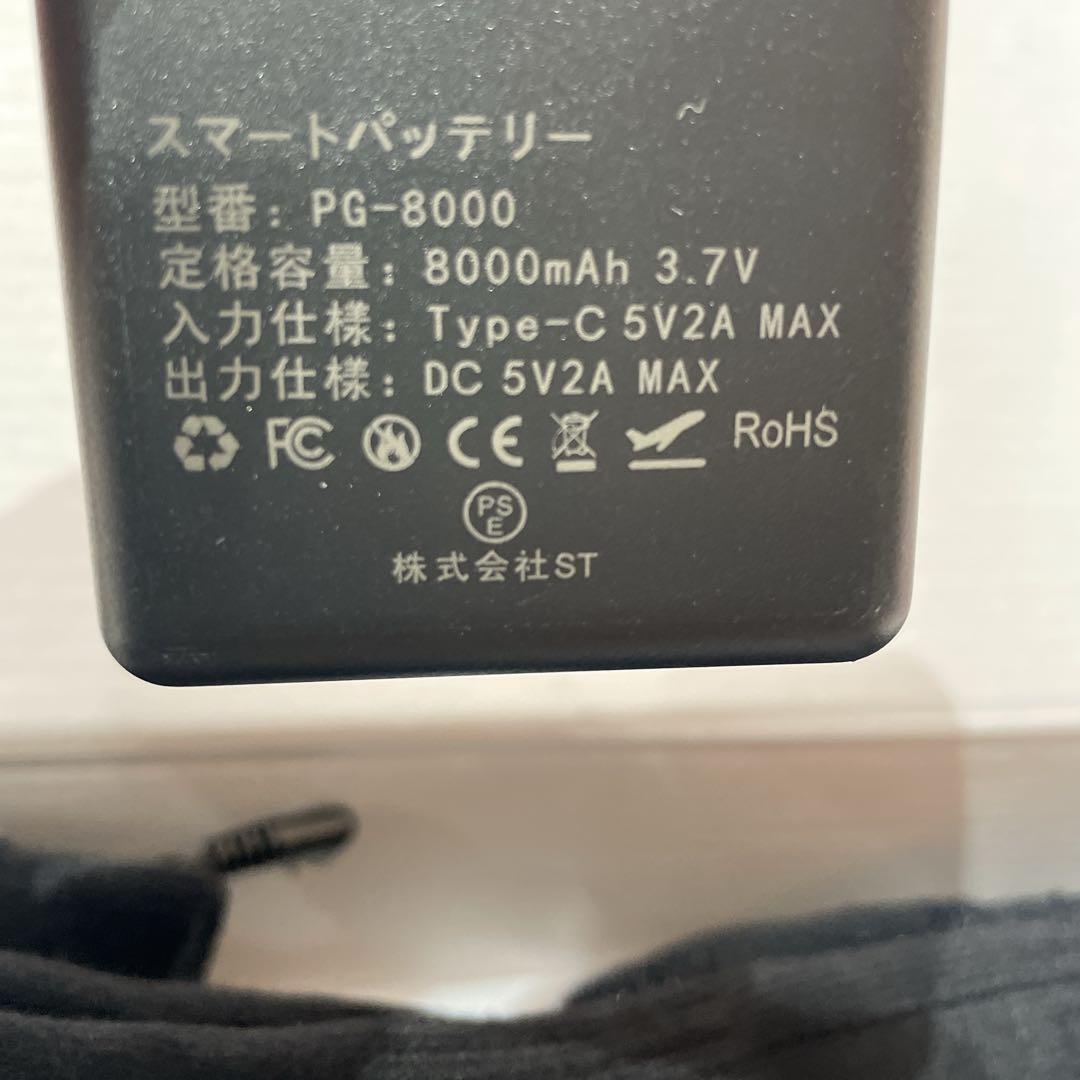 スマートパッテリー
型番: PG-8000
定格容量: 8000mAh 3.7V
入力仕様: Type-C 5V2A MAX
出力仕様: DC 5V2A MAX
FC CE RoHS
PS
E
株式会社ST